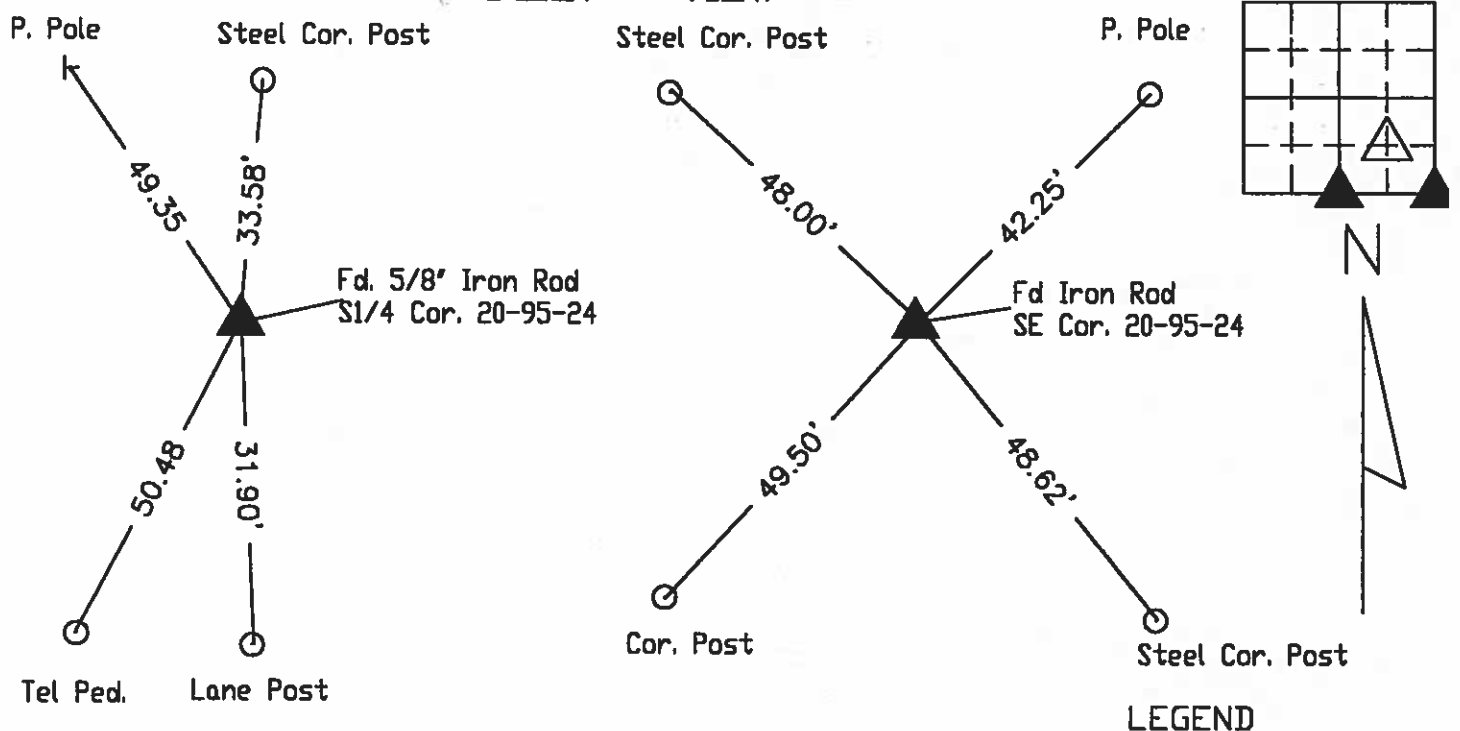 P. Pole
Steel Cor. Post
Steel Cor. Post
P. Pole
49.35
33.58'
48.00'
42.25'
Fd. 5/8" Iron Rod
S1/4 Cor. 20-95-24
Fd Iron Rod
SE Cor. 20-95-24
N
50.48
31.90'
49.50'
48.62'
Tel Ped.
Lane Post
Cor. Post
Steel Cor. Post
LEGEND